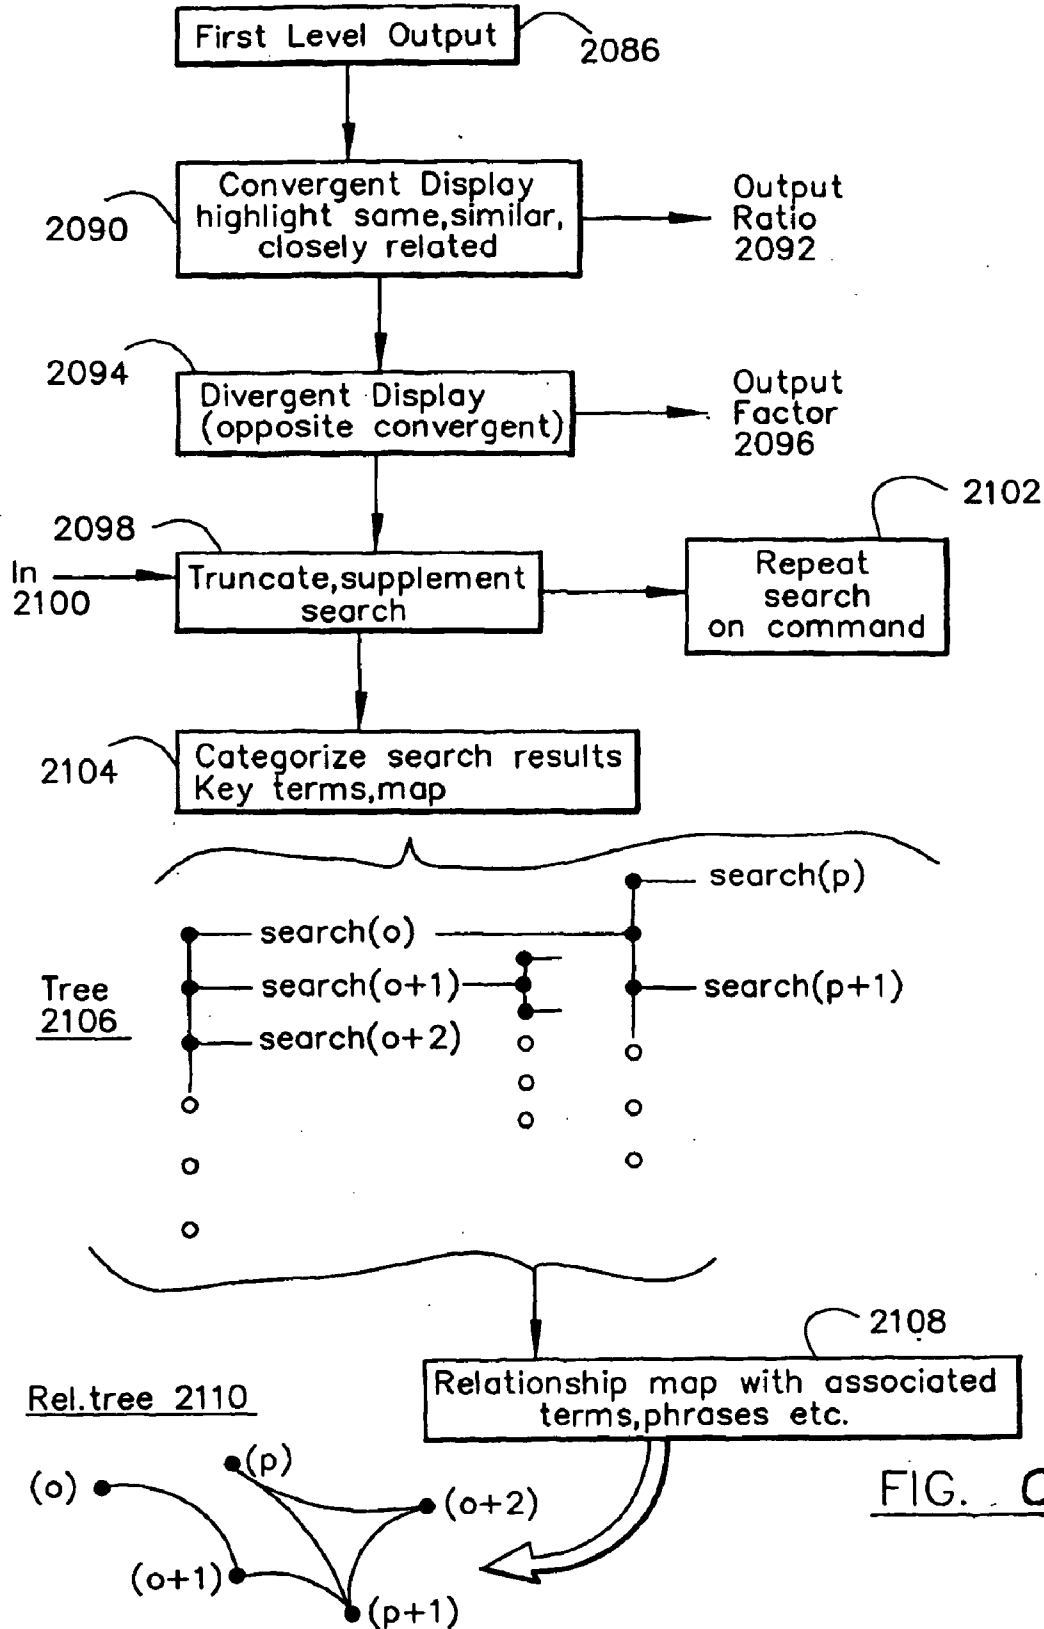 First Level Output
2086
Convergent Display
highlight same,similar,
closely related
2090
Output
Ratio
2092
2094
Divergent Display
(opposite convergent)
Output
Factor
2096
2102
2098
In
2100
Truncate,supplement
search
Repeat
search
on command
2104
Categorize search results
Key terms,map
search(p)
search(o)
search(o+1)
search(p+1)
Tree
2106
search(o+2)
2108
Relationship map with associated
terms,phrases etc.
Rel.tree 2110
(p)
(o)
(o+2)
FIG.
(o+1)
(p+1)